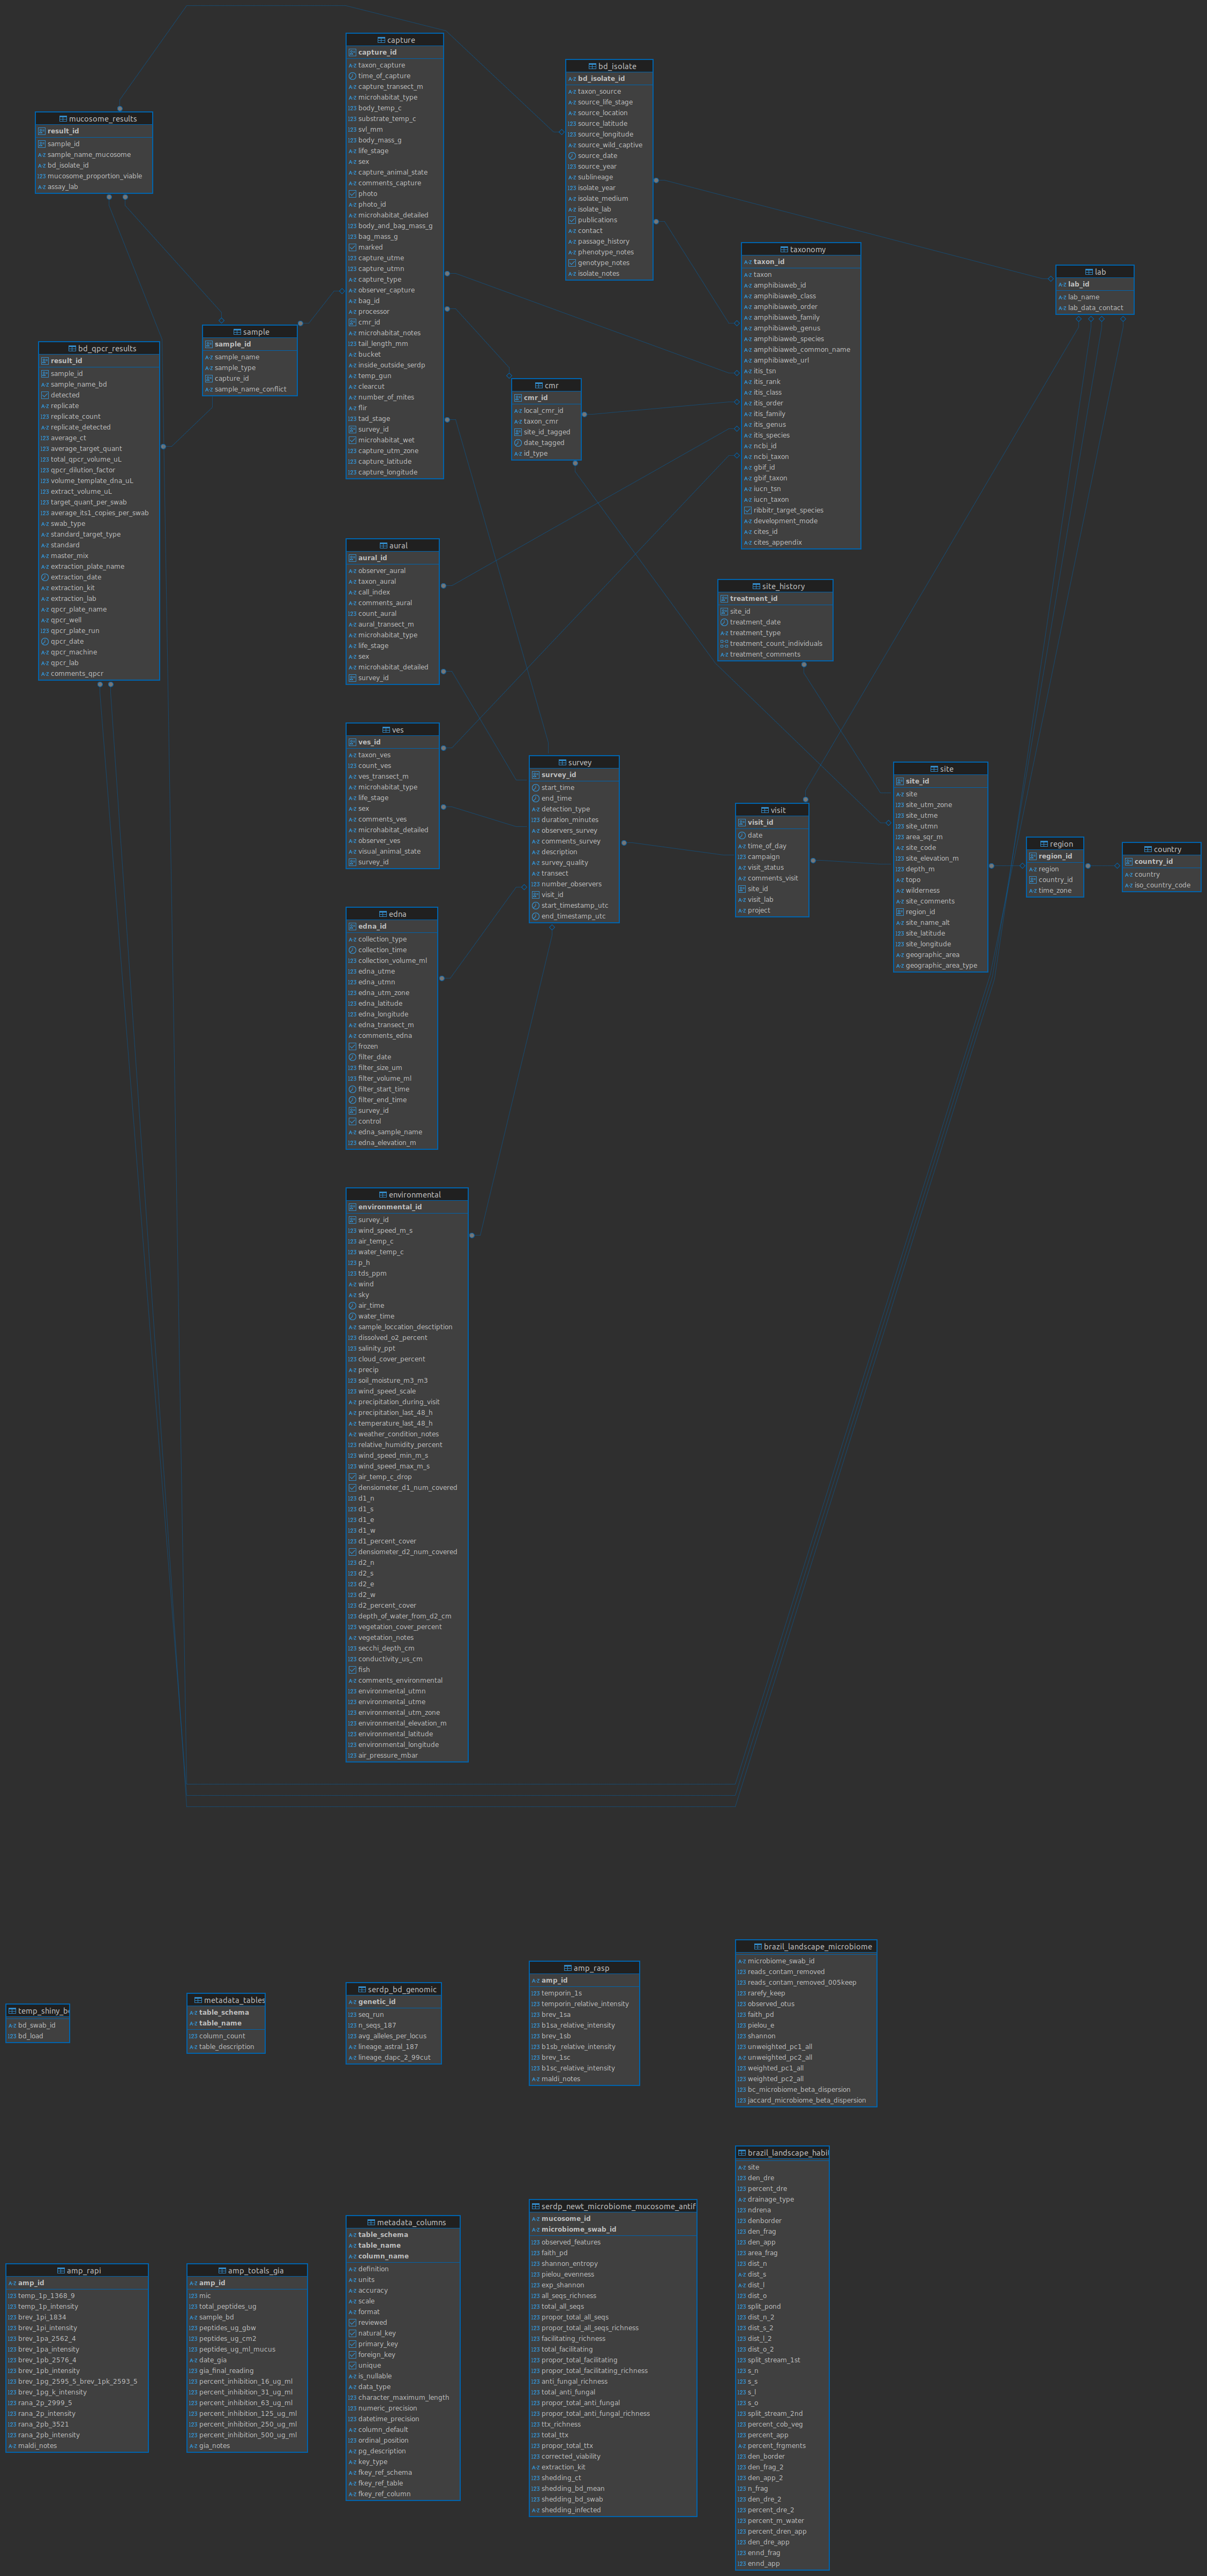 capture
capture_id
taxon_capture
time_of_capture
capture_transect_m
microhabitat_type
body_temp_c
substrate_temp_c
svl_mm
body_mass_g
life_stage
sex
capture_animal_state
comments_capture
photo
photo_id
microhabitat_detailed
body_and_bag_mass_g
bag_mass_g
marked
capture_utme
capture_utmn
capture_type
observer_capture
bag_id
processor
cmr_id
microhabitat_notes
tail_length_mm
bucket
inside_outside_serdp
temp_gun
clearcut
number_of_mites
flir
tad_stage
survey_id
microhabitat_wet
capture_utm_zone
capture_latitude
capture_longitude
bd_isolate
bd_isolate_id
taxon_source
source_life_stage
source_location
source_latitude
source_longitude
source_wild_captive
source_date
source_year
sublineage
isolate_year
isolate_medium
isolate_lab
publications
contact
passage_history
phenotype_notes
genotype_notes
isolate_notes
mucosome_results
result_id
sample_id
sample_name_mucosome
bd_isolate_id
mucosome_proportion_viable
assay_lab
taxonomy
taxon_id
taxon
amphibiaweb_id
amphibiaweb_class
amphibiaweb_order
amphibiaweb_family
amphibiaweb_genus
amphibiaweb_species
amphibiaweb_common_name
amphibiaweb_url
itis_tsn
itis_rank
itis_class
itis_order
itis_family
itis_genus
itis_species
ncbi_id
ncbi_taxon
gbif_id
gbif_taxon
iucn_tsn
iucn_taxon
ribbitr_target_species
development_mode
cites_id
cites_appendix
lab
lab_id
lab_name
lab_data_contact
sample
sample_id
sample_name
sample_type
capture_id
sample_name_conflict
bd_qpcr_results
result_id
sample_id
sample_name_bd
detected
replicate
replicate_count
replicate_detected
average_ct
average_target_quant
total_qpcr_volume_uL
qpcr_dilution_factor
volume_template_dna_uL
extract_volume_uL
target_quant_per_swab
average_its1_copies_per_swab
swab_type
standard_target_type
standard
master_mix
extraction_plate_name
extraction_date
extraction_kit
extraction_lab
qpcr_plate_name
qpcr_well
qpcr_plate_run
qpcr_date
qpcr_machine
qpcr_lab
comments_qpcr
cmr
cmr_id
local_cmr_id
taxon_cmr
site_id_tagged
date_tagged
id_type
aural
aural_id
observer_aural
taxon_aural
call_index
comments_aural
count_aural
aural_transect_m
microhabitat_type
life_stage
sex
microhabitat_detailed
survey_id
site_history
treatment_id
site_id
treatment_date
treatment_type
treatment_count_individuals
treatment_comments
ves
ves_id
taxon_ves
count_ves
ves_transect_m
microhabitat_type
life_stage
sex
comments_ves
microhabitat_detailed
observer_ves
visual_animal_state
survey_id
survey
survey_id
start_time
end_time
detection_type
duration_minutes
observers_survey
comments_survey
description
survey_quality
transect
number_observers
visit_id
start_timestamp_utc
end_timestamp_utc
visit
visit_id
date
time_of_day
campaign
visit_status
comments_visit
site_id
visit_lab
project
site
site_id
site
site_utm_zone
site_utme
site_utmn
area_sqr_m
site_code
site_elevation_m
depth_m
topo
wilderness
site_comments
region_id
site_name_alt
site_latitude
site_longitude
geographic_area
geographic_area_type
region
region_id
region
country_id
time_zone
country
country_id
country
iso_country_code
edna
edna_id
collection_type
collection_time
collection_volume_ml
edna_utme
edna_utmn
edna_utm_zone
edna_latitude
edna_longitude
edna_transect_m
comments_edna
frozen
filter_date
filter_size_um
filter_volume_ml
filter_start_time
filter_end_time
survey_id
control
edna_sample_name
edna_elevation_m
environmental
environmental_id
survey_id
wind_speed_m_s
air_temp_c
water_temp_c
p_h
tds_ppm
wind
sky
air_time
water_time
sample_loccation_desctiption
dissolved_o2_percent
salinity_ppt
cloud_cover_percent
precip
soil_moisture_m3_m3
wind_speed_scale
precipitation_during_visit
precipitation_last_48_h
temperature_last_48_h
weather_condition_notes
relative_humidity_percent
wind_speed_min_m_s
wind_speed_max_m_s
air_temp_c_drop
densiometer_d1_num_covered
d1_n
d1_s
d1_e
d1_w
d1_percent_cover
densiometer_d2_num_covered
d2_n
d2_s
d2_e
d2_w
d2_percent_cover
depth_of_water_from_d2_cm
vegetation_cover_percent
vegetation_notes
secchi_depth_cm
conductivity_us_cm
fish
comments_environmental
environmental_utmn
environmental_utme
environmental_utm_zone
environmental_elevation_m
environmental_latitude
environmental_longitude
air_pressure_mbar
temp_shiny_b
bd_swab_id
bd_load
metadata_tables
table_schema
table_name
column_count
table_description
serdp_bd_genomic
genetic_id
seq_run
n_seqs_187
avg_alleles_per_locus
lineage_astral_187
lineage_dapc_2_99cut
amp_rasp
amp_id
temporin_1s
temporin_relative_intensity
brev_1sa
b1sa_relative_intensity
brev_1sb
b1sb_relative_intensity
brev_1sc
b1sc_relative_intensity
maldi_notes
brazil_landscape_microbiome
microbiome_swab_id
reads_contam_removed
reads_contam_removed_005keep
rarefy_keep
observed_otus
faith_pd
pielou_e
shannon
unweighted_pc1_all
unweighted_pc2_all
weighted_pc1_all
weighted_pc2_all
bc_microbiome_beta_dispersion
jaccard_microbiome_beta_dispersion
amp_rapi
amp_id
temp_1p_1368_9
temp_1p_intensity
brev_1pi_1834
brev_1pi_intensity
brev_1pa_2562_4
brev_1pa_intensity
brev_1pb_2576_4
brev_1pb_intensity
brev_1pg_2595_5_brev_1pk_2593_5
brev_1pg_k_intensity
rana_2p_2999_5
rana_2p_intensity
rana_2pb_3521
rana_2pb_intensity
maldi_notes
amp_totals_gia
amp_id
mic
total_peptides_ug
sample_bd
peptides_ug_gbw
peptides_ug_cm2
peptides_ug_ml_mucus
date_gia
gia_final_reading
percent_inhibition_16_ug_ml
percent_inhibition_31_ug_ml
percent_inhibition_63_ug_ml
percent_inhibition_125_ug_ml
percent_inhibition_250_ug_ml
percent_inhibition_500_ug_ml
gia_notes
metadata_columns
table_schema
table_name
column_name
definition
units
accuracy
scale
format
reviewed
natural_key
primary_key
foreign_key
unique
is_nullable
data_type
character_maximum_length
numeric_precision
datetime_precision
column_default
ordinal_position
pg_description
key_type
fkey_ref_schema
fkey_ref_table
fkey_ref_column
serdp_newt_microbiome_mucosome_antif
mucosome_id
microbiome_swab_id
observed_features
faith_pd
shannon_entropy
pielou_evenness
exp_shannon
all_seqs_richness
total_all_seqs
propor_total_all_seqs
propor_total_all_seqs_richness
facilitating_richness
total_facilitating
propor_total_facilitating
propor_total_facilitating_richness
anti_fungal_richness
total_anti_fungal
propor_total_anti_fungal
propor_total_anti_fungal_richness
ttx_richness
total_ttx
propor_total_ttx
corrected_viability
extraction_kit
shedding_ct
shedding_bd_mean
shedding_bd_swab
shedding_infected
brazil_landscape_habi
site
den_dre
percent_dre
drainage_type
ndrena
denborder
den_frag
den_app
area_frag
dist_n
dist_s
dist_l
dist_o
split_pond
dist_n_2
dist_s_2
dist_l_2
dist_o_2
split_stream_1st
s_n
s_s
s_l
s_o
split_stream_2nd
percent_cob_veg
percent_app
percent_frgments
den_border
den_frag_2
den_app_2
n_frag
den_dre_2
percent_dre_2
percent_m_water
percent_dren_app
den_dre_app
ennd_frag
ennd_app